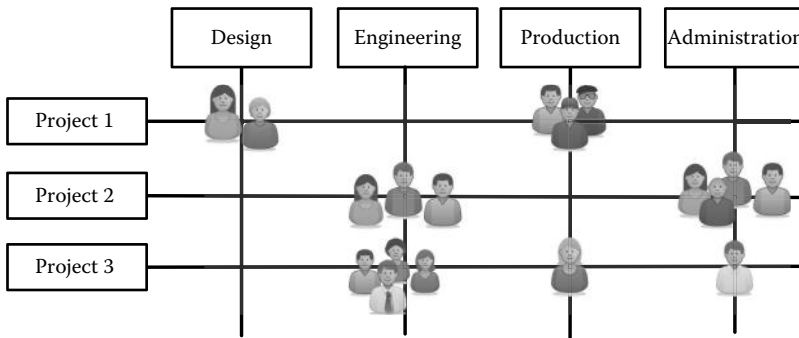 Design
Engineering
Production
Administration
Project 1
Project 2
Project 3